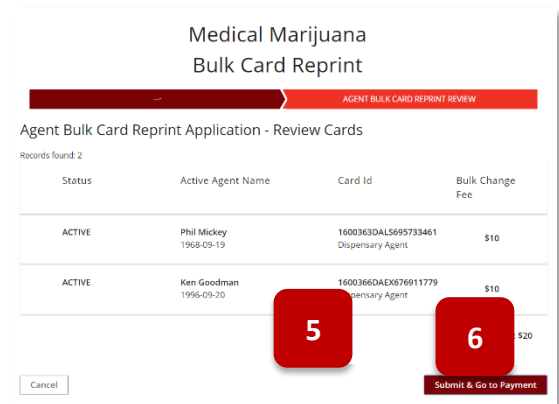 Medical Marijuana
Bulk Card Reprint
AGENT BULK CARD REPRINT REVIEW
Agent Bulk Card Reprint Application - Review Cards
Records found: 2
Status Active Agent Name Card Id Bulk Change
Fee
ACTIVE Phil Mickey 1600363DALS695733461 $10
1968-09-19 Dispensary Agent
ACTIVE Ken Goodman 1600366DAEX676911779 $10
1996-09-20 Agent
5 6 $20
Cancel Submit & Go to Payment